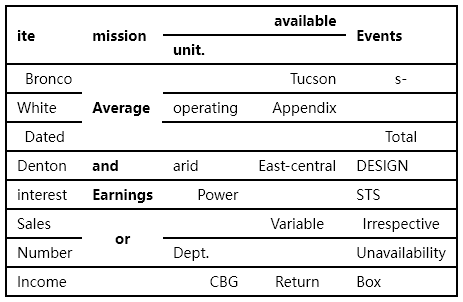 ite mission available Events
unit.
Bronco Tucson s-
White Average operating Appendix
Dated Total
Denton and arid East-central DESIGN
interest Earnings Power STS
Sales Variable Irrespective
or
Number Dept. Unavailability
Income CBG Return Box